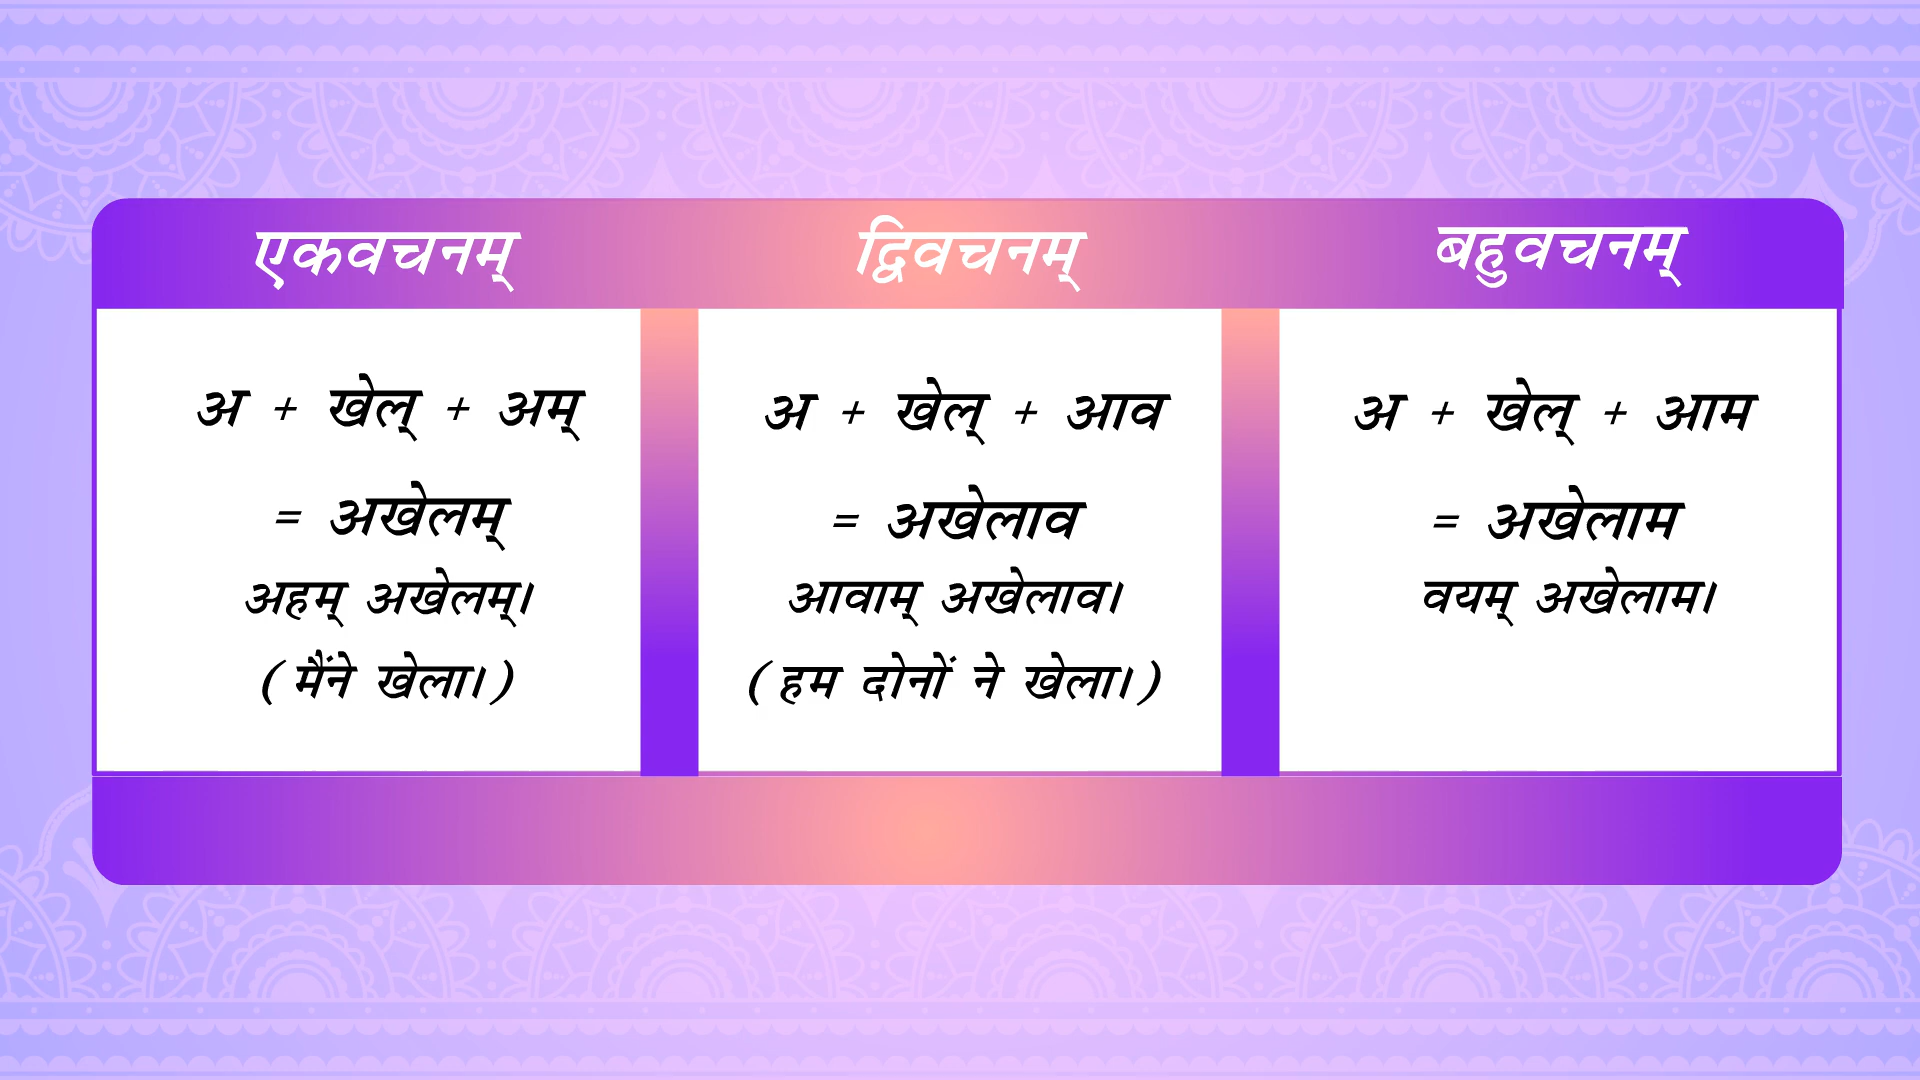 एकवचनम् द्विवचनम् बहुवचनम्
अ + खेल् + अम्
= अखेलम्
अहम् अखेलम्।
( मैंने खेला। )
अ + खेल् + आव
= अखेलाव
आवाम् अखेलाव।
( हम दोनों ने खेला। )
अ + खेल् + आम
= अखेलाम
वयम् अखेलाम।